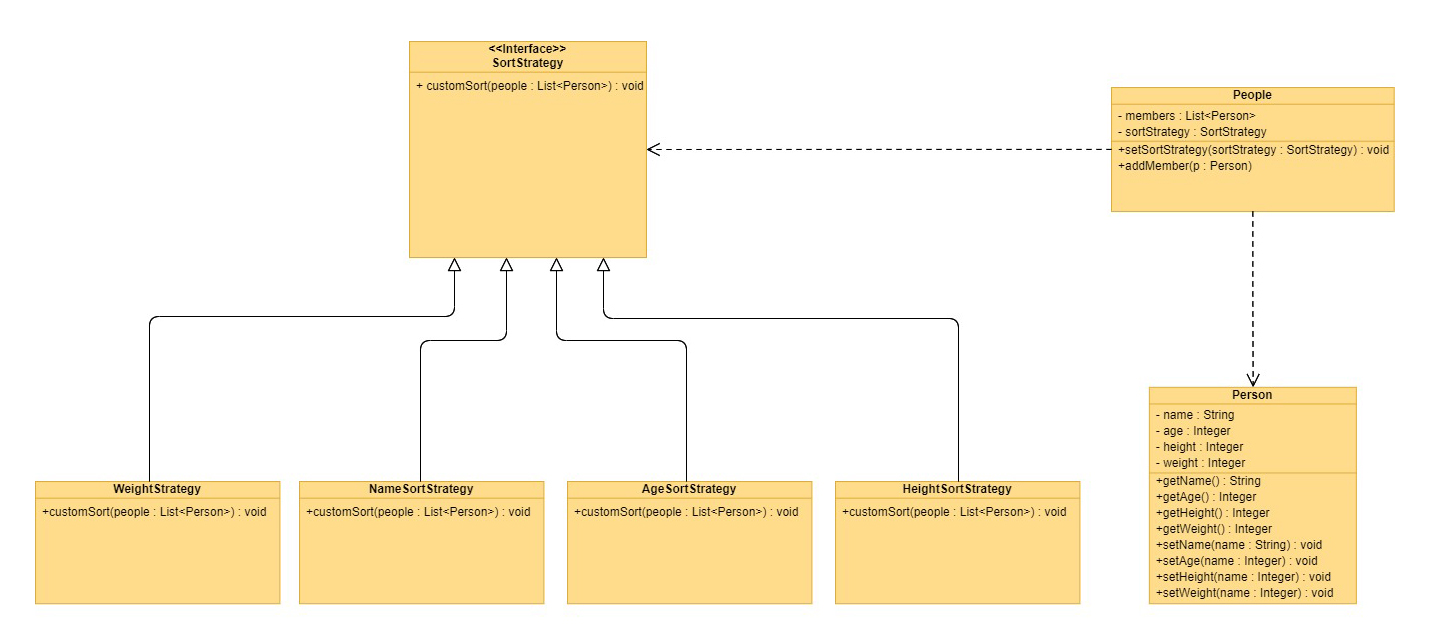 <<Interface>>
SortStrategy
+ customSort(people : List<Person>) : void
People
- members : List<Person>
- sortStrategy : SortStrategy
+setSortStrategy(sortStrategy : SortStrategy) : void
+addMember(p : Person)
WeightStrategy
+customSort(people : List<Person>) : void
NameSortStrategy
+customSort(people : List<Person>) : void
AgeSortStrategy
+customSort(people : List<Person>) : void
HeightSortStrategy
+customSort(people : List<Person>) : void
Person
- name : String
- age : Integer
- height : Integer
- weight : Integer
+getName() : String
+getAge() : Integer
+getHeight() : Integer
+getWeight() : Integer
+setName(name : String) : void
+setAge(name : Integer) : void
+setHeight(name : Integer) : void
+setWeight(name : Integer) : void